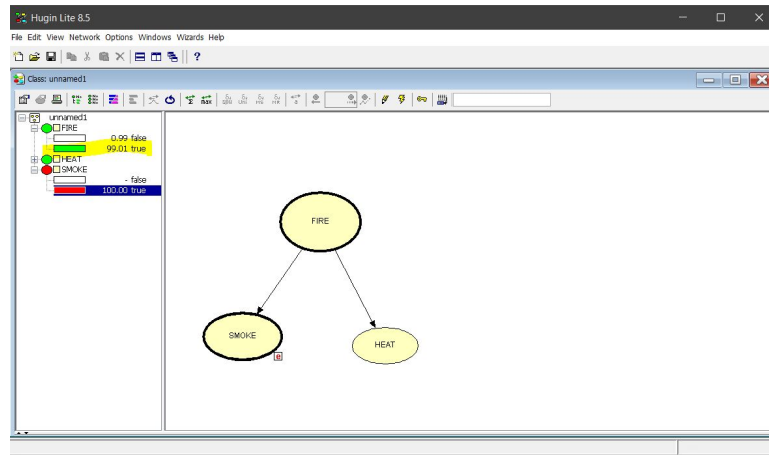 Hugin Lite 8.5
File Edit View Network Options Windows Wizards Help
?
Class: unnamed1
unnamed1
FIRE
0.99 false
99.01 true
HEAT
SMOKE
- false
100.00 true
FIRE
SMOKE
e
HEAT